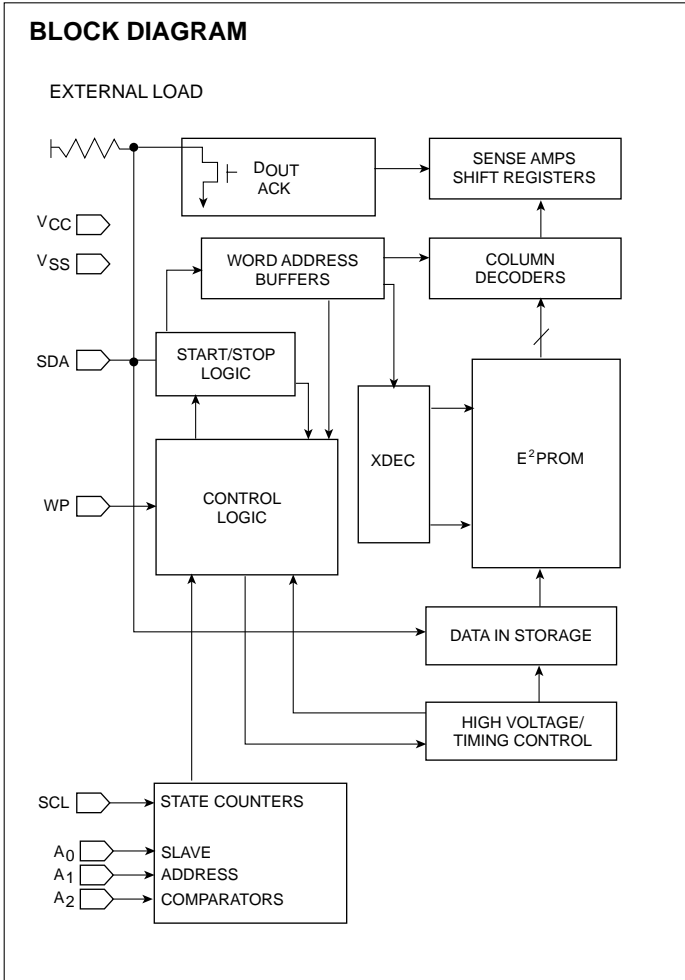 BLOCK DIAGRAM
EXTERNAL LOAD
DOUT
ACK
SENSE AMPS
SHIFT REGISTERS
VCC
VSS
WORD ADDRESS
BUFFERS
COLUMN
DECODERS
SDA
START/STOP
LOGIC
XDEC
E²PROM
WP
CONTROL
LOGIC
DATA IN STORAGE
HIGH VOLTAGE/
TIMING CONTROL
SCL
STATE COUNTERS
A0
SLAVE
A1
ADDRESS
A2
COMPARATORS